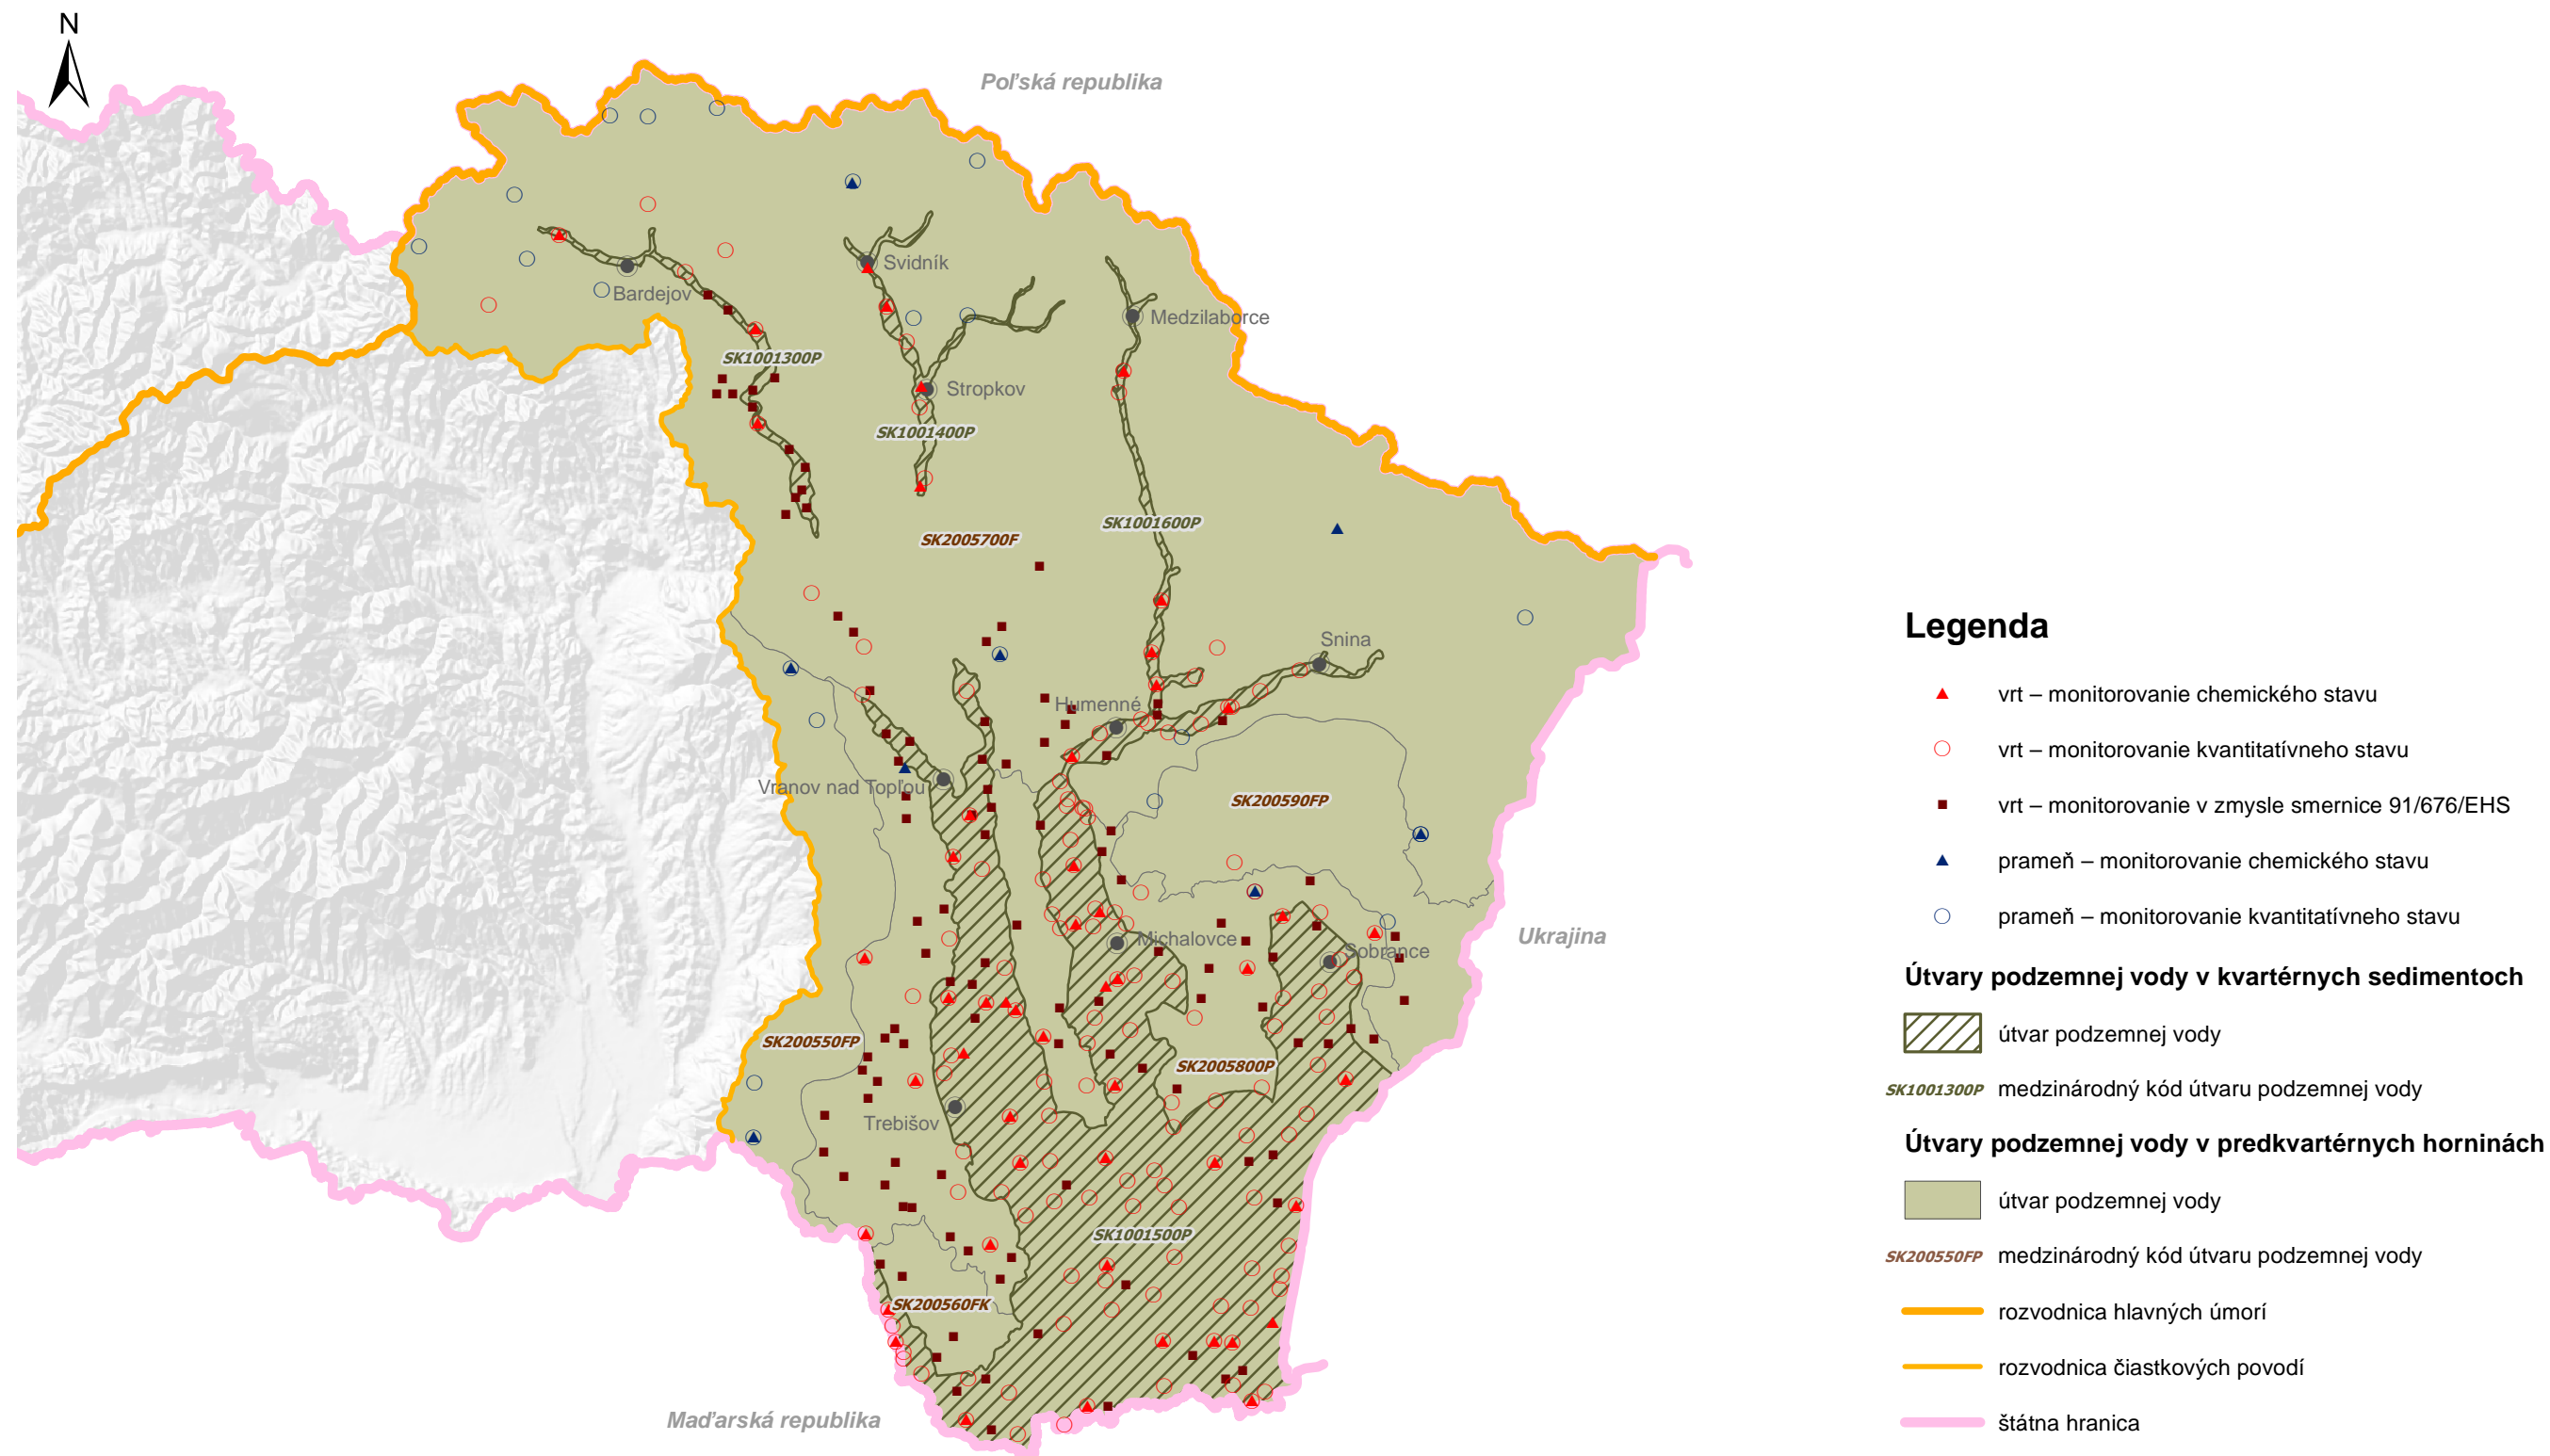 N
Poľská republika
Svidník
Bardejov
Medzilaborce
SK1001300P
Stropkov
SK1001400P
SK1001600P
SK2005700F
Snina
Humenné
Vranov nad Topľou
SK200590FP
Ukrajina
Michalovce
Sobrance
SK200550FP
SK2005800P
Trebišov
SK1001500P
SK200560FK
Maďarská republika
Legenda
vrt – monitorovanie chemického stavu
vrt – monitorovanie kvantitatívneho stavu
vrt – monitorovanie v zmysle smernice 91/676/EHS
prameň – monitorovanie chemického stavu
prameň – monitorovanie kvantitatívneho stavu
Útvary podzemnej vody v kvartérnych sedimentoch
útvar podzemnej vody
SK1001300P medzinárodný kód útvaru podzemnej vody
Útvary podzemnej vody v predkvartérnych horninách
útvar podzemnej vody
SK200550FP medzinárodný kód útvaru podzemnej vody
rozvodnica hlavných úmorí
rozvodnica čiastkových povodí
štátna hranica